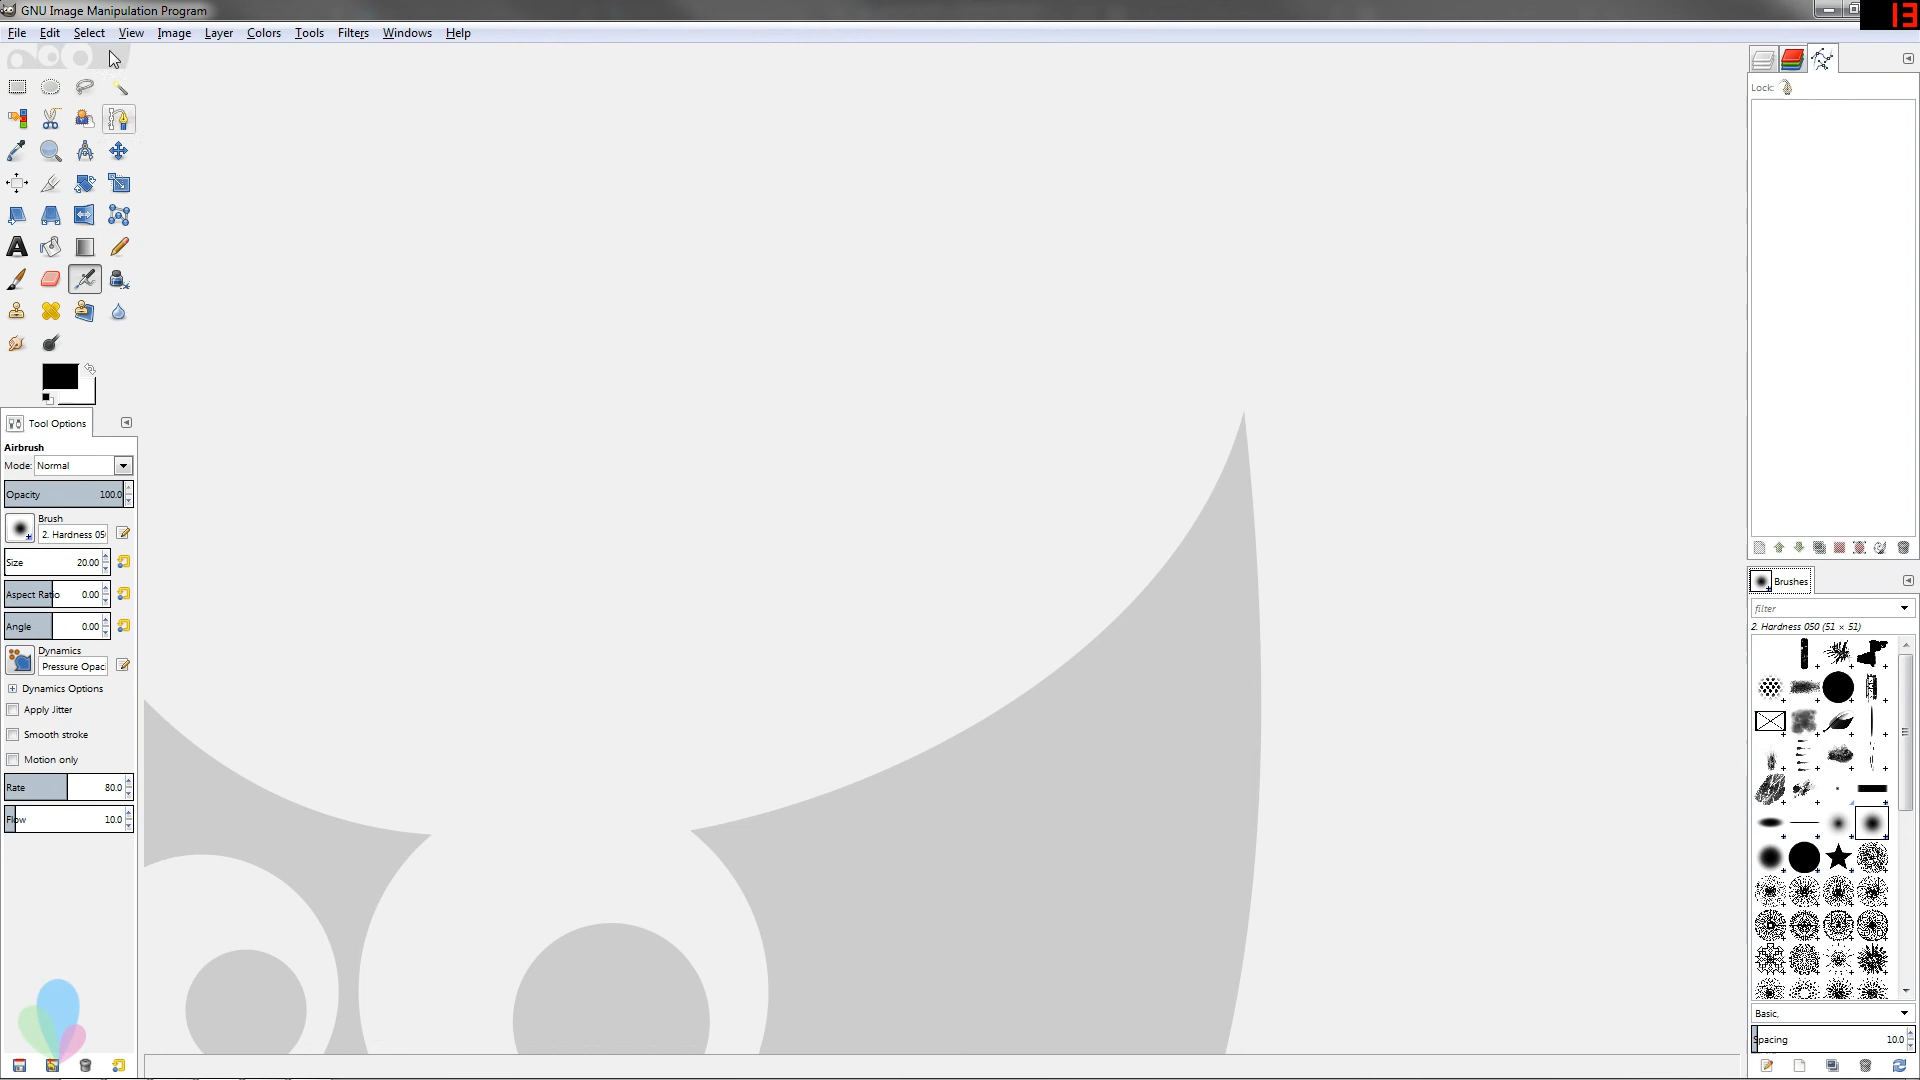 GNU Image Manipulation Program
13
File Edit Select View Image Layer Colors Tools Filters Windows Help
Lock:
Tool Options
Airbrush
Mode: Normal
Opacity 100.0
Brush
2. Hardness 05
Size 20.00
Aspect Ratio 0.00
Angle 0.00
Dynamics
Pressure Opac
Dynamics Options
Apply Jitter
Smooth stroke
Motion only
Rate 80.0
Flow 10.0
Brushes
filter
2. Hardness 050 (51 × 51)
Basic,
Spacing 10.0